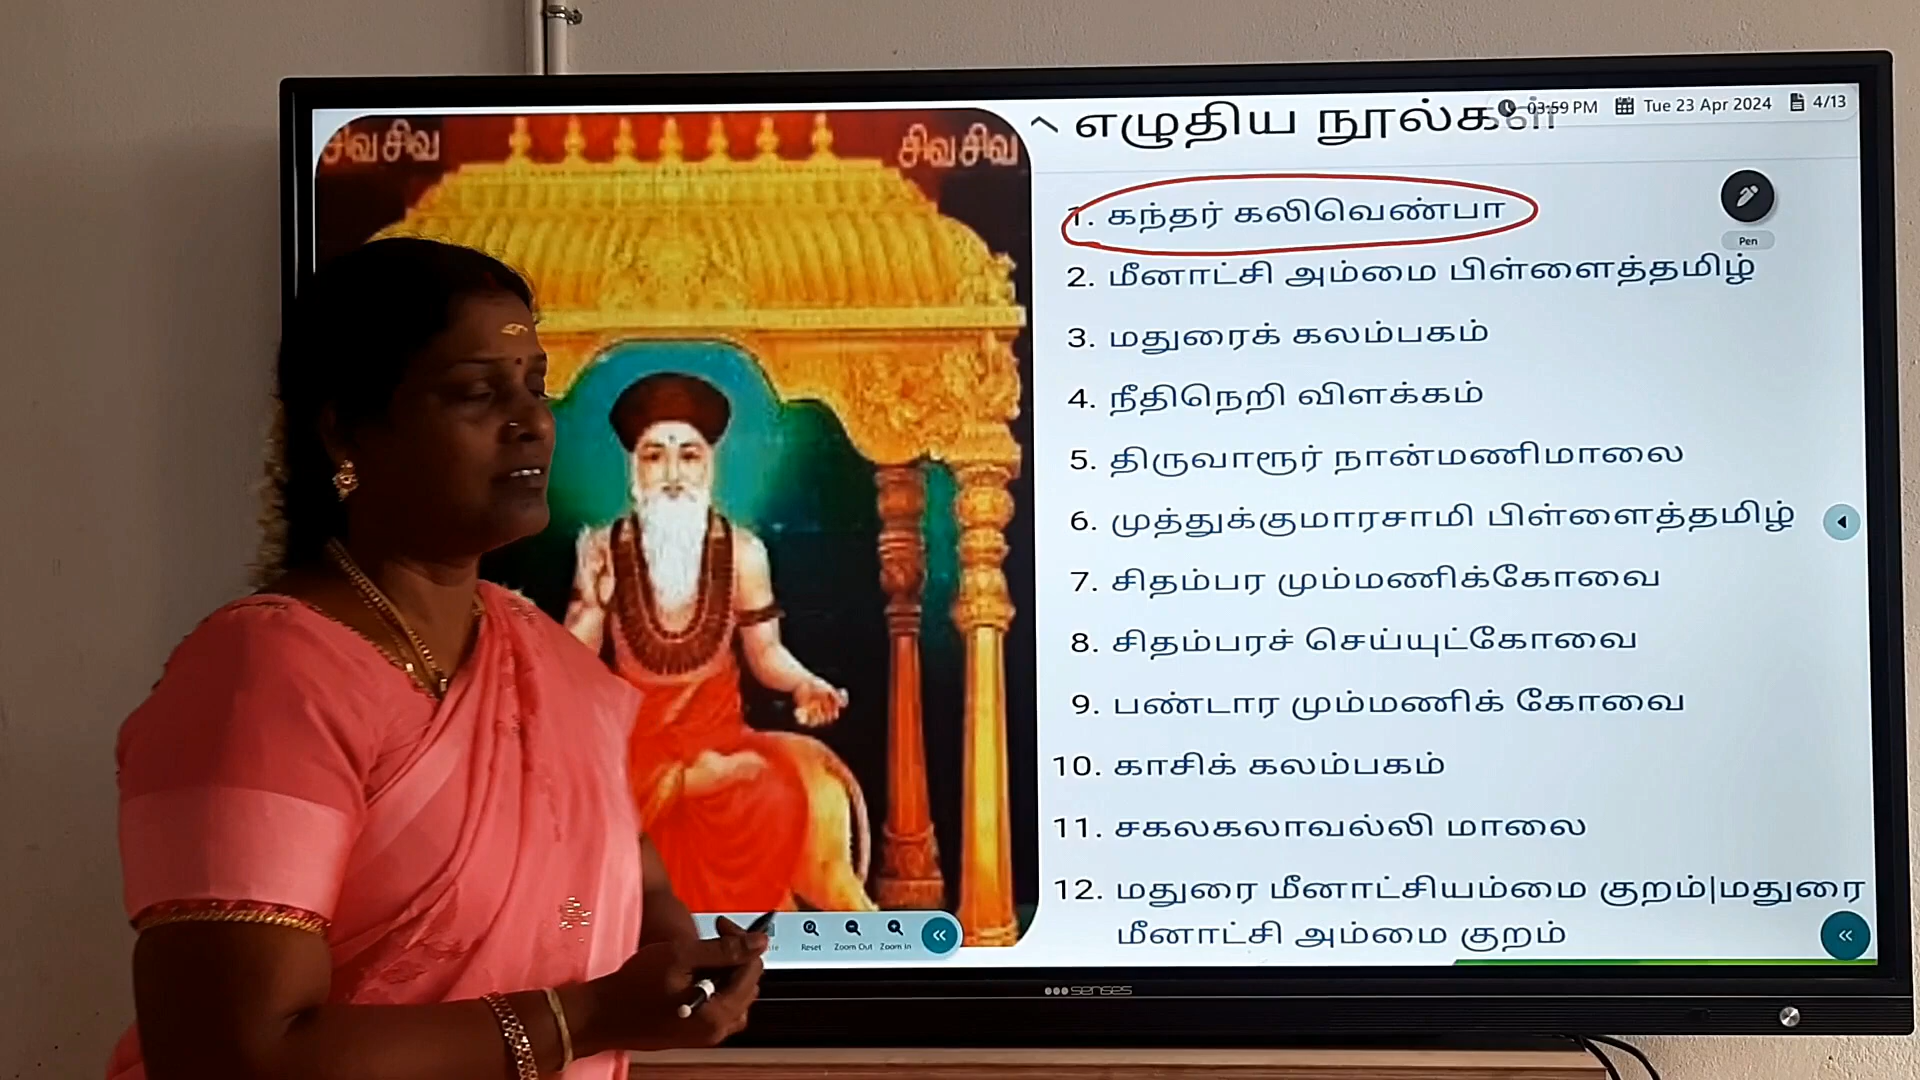 சிவ சிவ
சிவ சிவ
எழுதிய நூல்கள்
03:59 PM
Tue 23 Apr 2024
4/13
1. கந்தர் கலிவெண்பா
Pen
2. மீனாட்சி அம்மை பிள்ளைத்தமிழ்
3. மதுரைக் கலம்பகம்
4. நீதிநெறி விளக்கம்
5. திருவாரூர் நான்மணிமாலை
6. முத்துக்குமாரசாமி பிள்ளைத்தமிழ்
7. சிதம்பர மும்மணிக்கோவை
8. சிதம்பரச் செய்யுட்கோவை
9. பண்டார மும்மணிக் கோவை
10. காசிக் கலம்பகம்
11. சகலகலாவல்லி மாலை
12. மதுரை மீனாட்சியம்மை குறம்|மதுரை
மீனாட்சி அம்மை குறம்
Reset Zoom Out Zoom In
senses